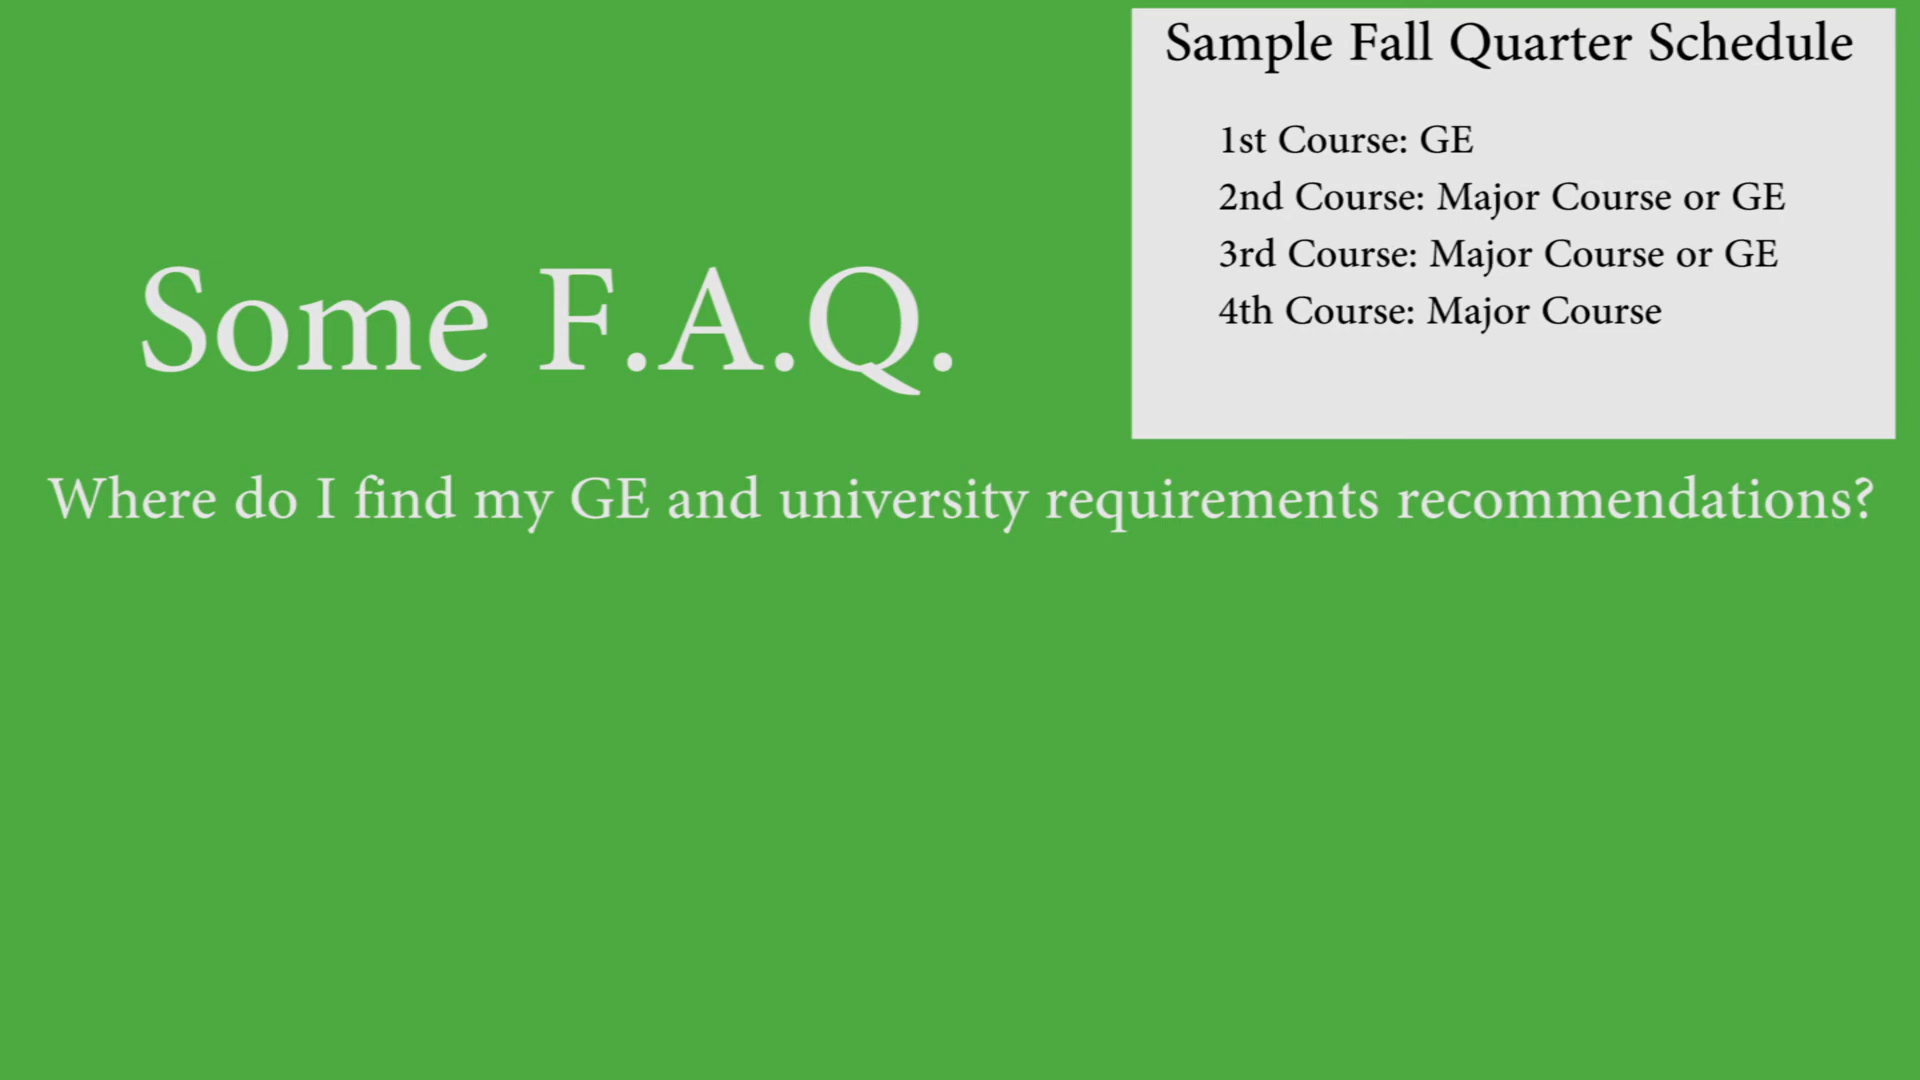 Sample Fall Quarter Schedule
1st Course: GE
2nd Course: Major Course or GE
3rd Course: Major Course or GE
4th Course: Major Course
Some F.A.Q.
Where do I find my GE and university requirements recommendations?